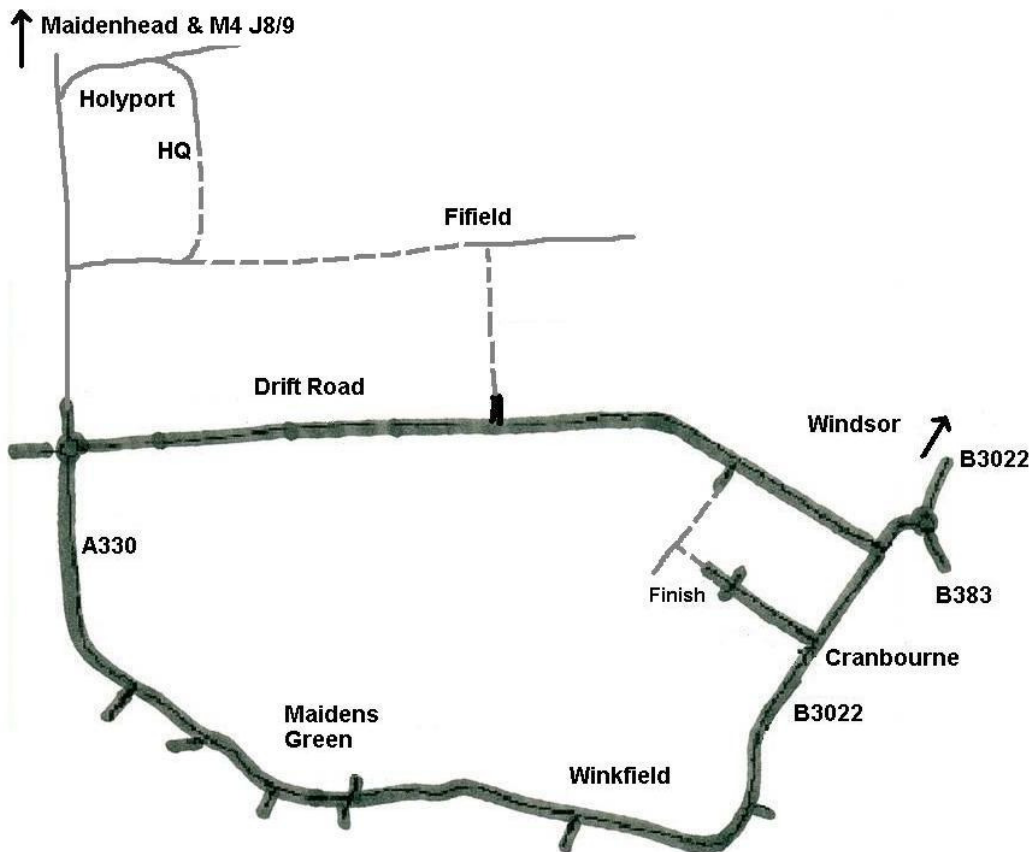 Maidenhead & M4 J8/9
Holyport
HQ
Fifield
Drift Road
Windsor
B3022
A330
Finish
B383
Cranbourne
B3022
Maidens
Green
Winkfield